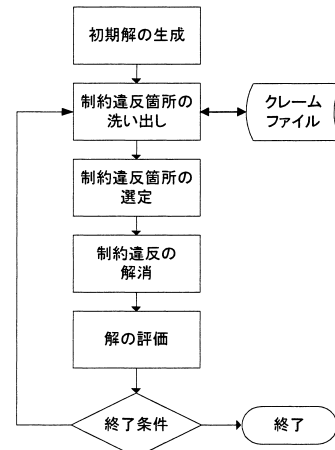 初期解の生成
制約違反箇所の
洗い出し
クレーム
ファイル
制約違反箇所の
選定
制約違反の
解消
解の評価
終了条件
終了